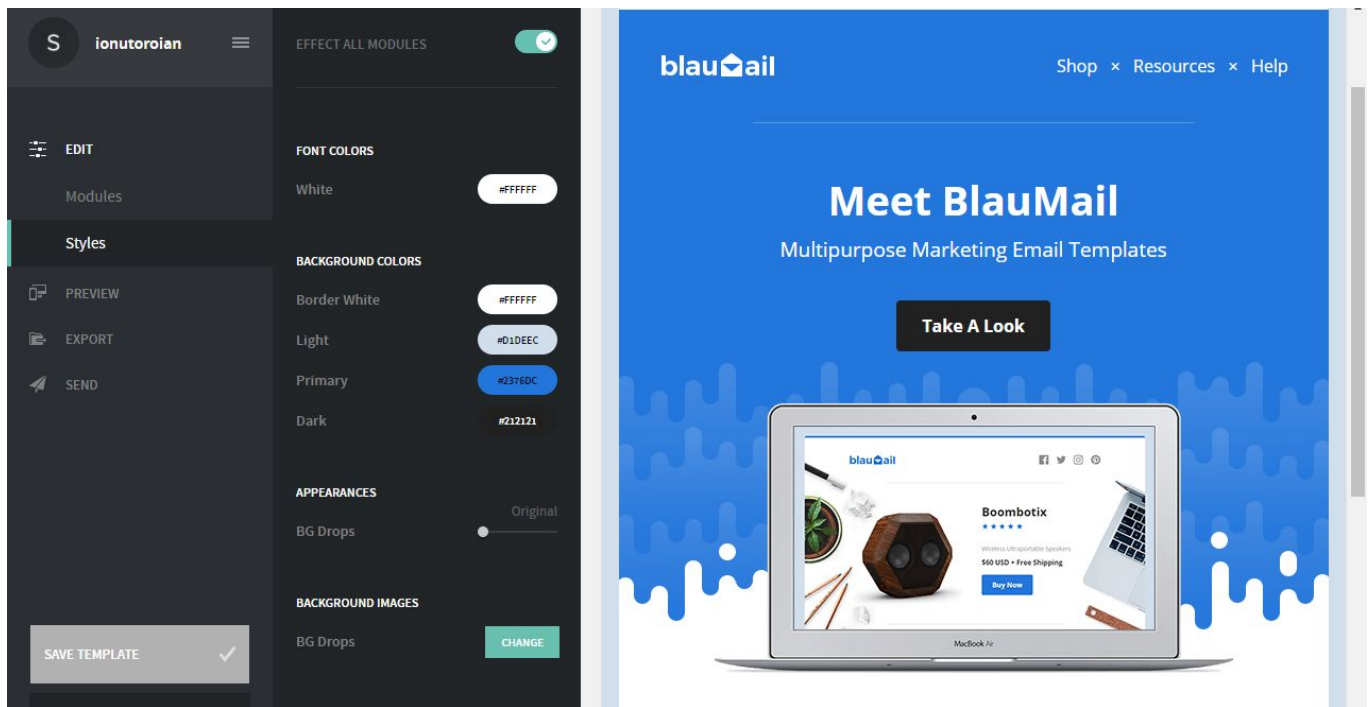 S
ionutoroian
EDIT
Modules
Styles
PREVIEW
EXPORT
SEND
SAVE TEMPLATE
EFFECT ALL MODULES
FONT COLORS
White #FFFFFF
BACKGROUND COLORS
Border White #FFFFFF
Light #D1DEEC
Primary #2376DC
Dark #212121
APPEARANCES
Original
BG Drops
BACKGROUND IMAGES
BG Drops CHANGE
blaumail
Shop × Resources × Help
Meet BlauMail
Multipurpose Marketing Email Templates
Take A Look
blaumail
Boombotix
Wireless Ultraportable Speakers
$60 USD + Free Shipping
Buy Now
MacBook Air